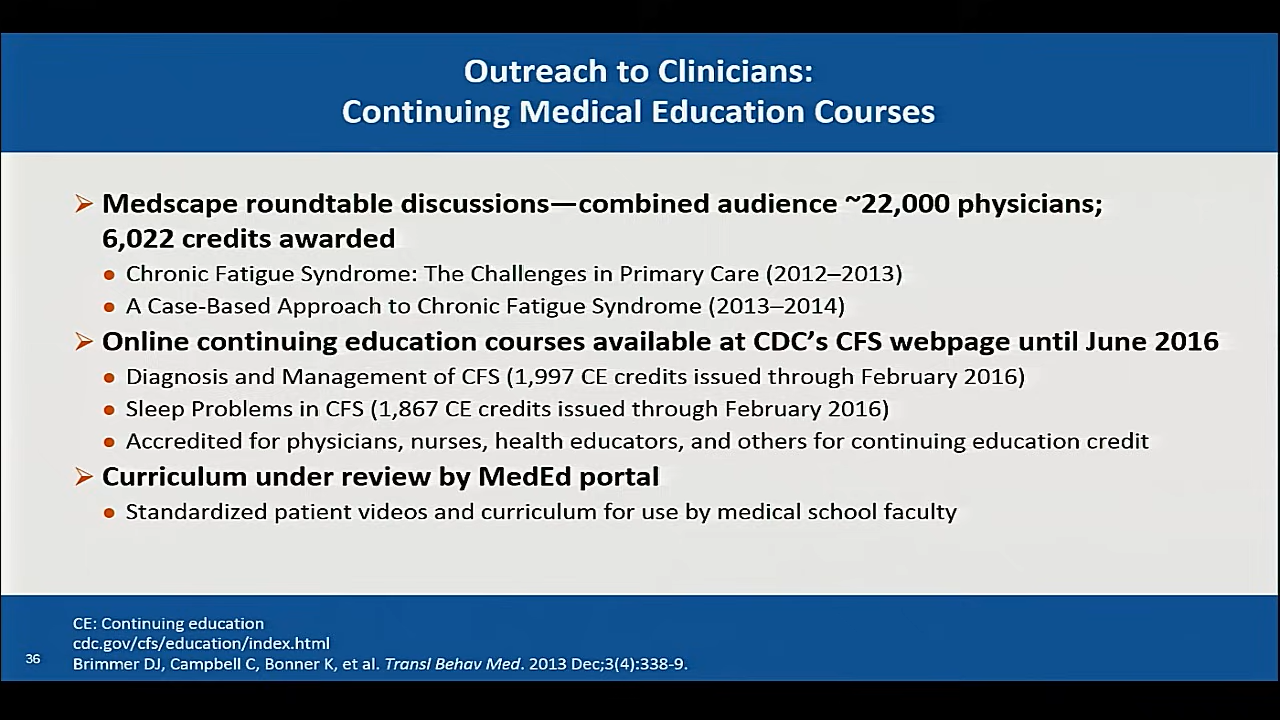 Outreach to Clinicians:
Continuing Medical Education Courses
➢ Medscape roundtable discussions—combined audience ~22,000 physicians;
6,022 credits awarded
• Chronic Fatigue Syndrome: The Challenges in Primary Care (2012–2013)
• A Case-Based Approach to Chronic Fatigue Syndrome (2013–2014)
➢ Online continuing education courses available at CDC’s CFS webpage until June 2016
• Diagnosis and Management of CFS (1,997 CE credits issued through February 2016)
• Sleep Problems in CFS (1,867 CE credits issued through February 2016)
• Accredited for physicians, nurses, health educators, and others for continuing education credit
➢ Curriculum under review by MedEd portal
• Standardized patient videos and curriculum for use by medical school faculty
CE: Continuing education
cdc.gov/cfs/education/index.html
36
Brimmer DJ, Campbell C, Bonner K, et al. Transl Behav Med. 2013 Dec;3(4):338-9.